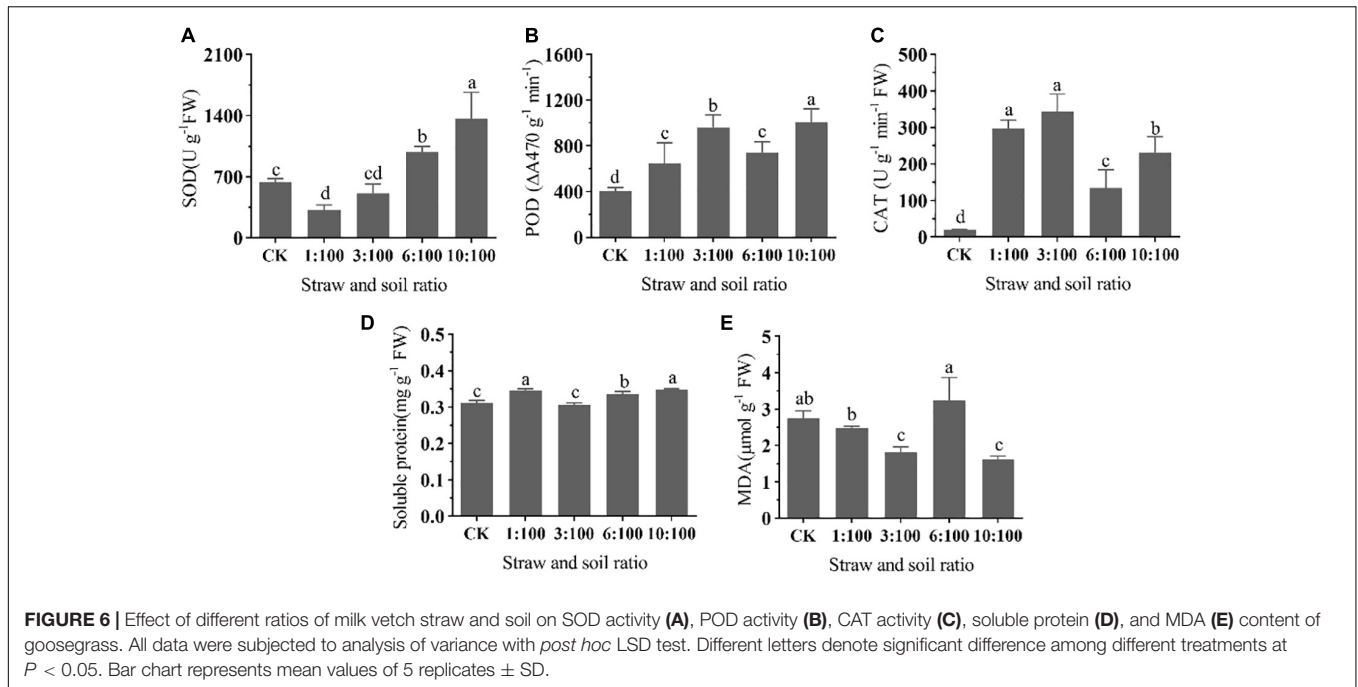 A
SOD(U g⁻¹FW)
2100
1400
700
0
c
d
cd
b
a
CK 1:100 3:100 6:100 10:100
Straw and soil ratio
B
POD (ΔA470 g⁻¹ min⁻¹)
1600
1200
800
400
0
d
c
b
c
a
CK 1:100 3:100 6:100 10:100
Straw and soil ratio
C
CAT (U g⁻¹ min⁻¹ FW)
500
400
300
200
100
0
d
a
a
c
b
CK 1:100 3:100 6:100 10:100
Straw and soil ratio
D
Soluble protein(mg g⁻¹ FW)
0.5
0.4
0.3
0.2
0.1
0.0
c
a
c
b
a
CK 1:100 3:100 6:100 10:100
Straw and soil ratio
E
MDA(μmol g⁻¹ FW)
5
4
3
2
1
0
ab
b
c
a
c
CK 1:100 3:100 6:100 10:100
Straw and soil ratio
FIGURE 6 | Effect of different ratios of milk vetch straw and soil on SOD activity (A), POD activity (B), CAT activity (C), soluble protein (D), and MDA (E) content of
goosegrass. All data were subjected to analysis of variance with post hoc LSD test. Different letters denote significant difference among different treatments at
P < 0.05. Bar chart represents mean values of 5 replicates ± SD.